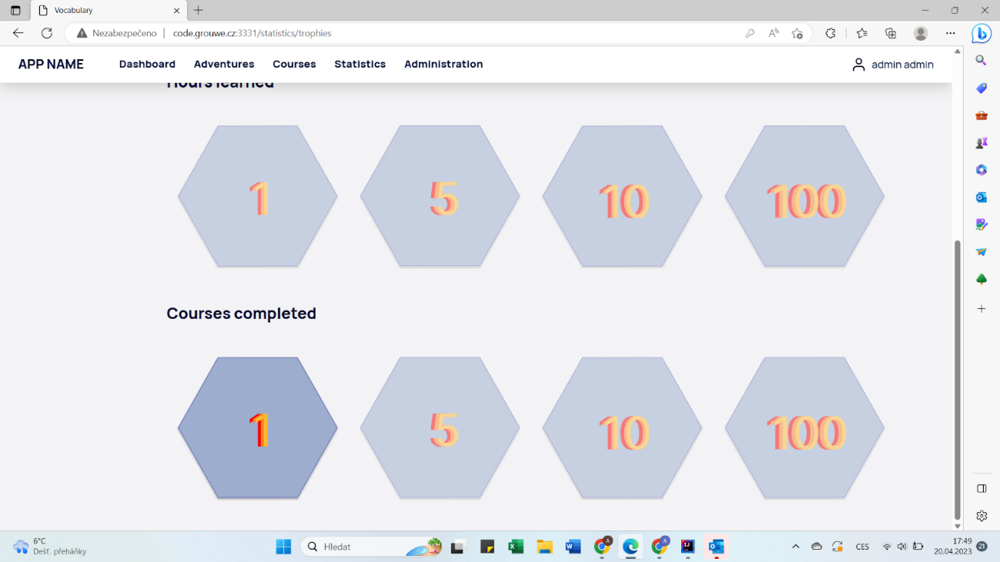 Vocabulary
Nezabezpečeno | code.grouwe.cz:3331/statistics/trophies
APP NAME Dashboard Adventures Courses Statistics Administration admin admin
Hours learned
1 5 10 100
Courses completed
1 5 10 100
6°C
Dešť. přeháňky
Hledat
CES
17:49
20.04.2023
21